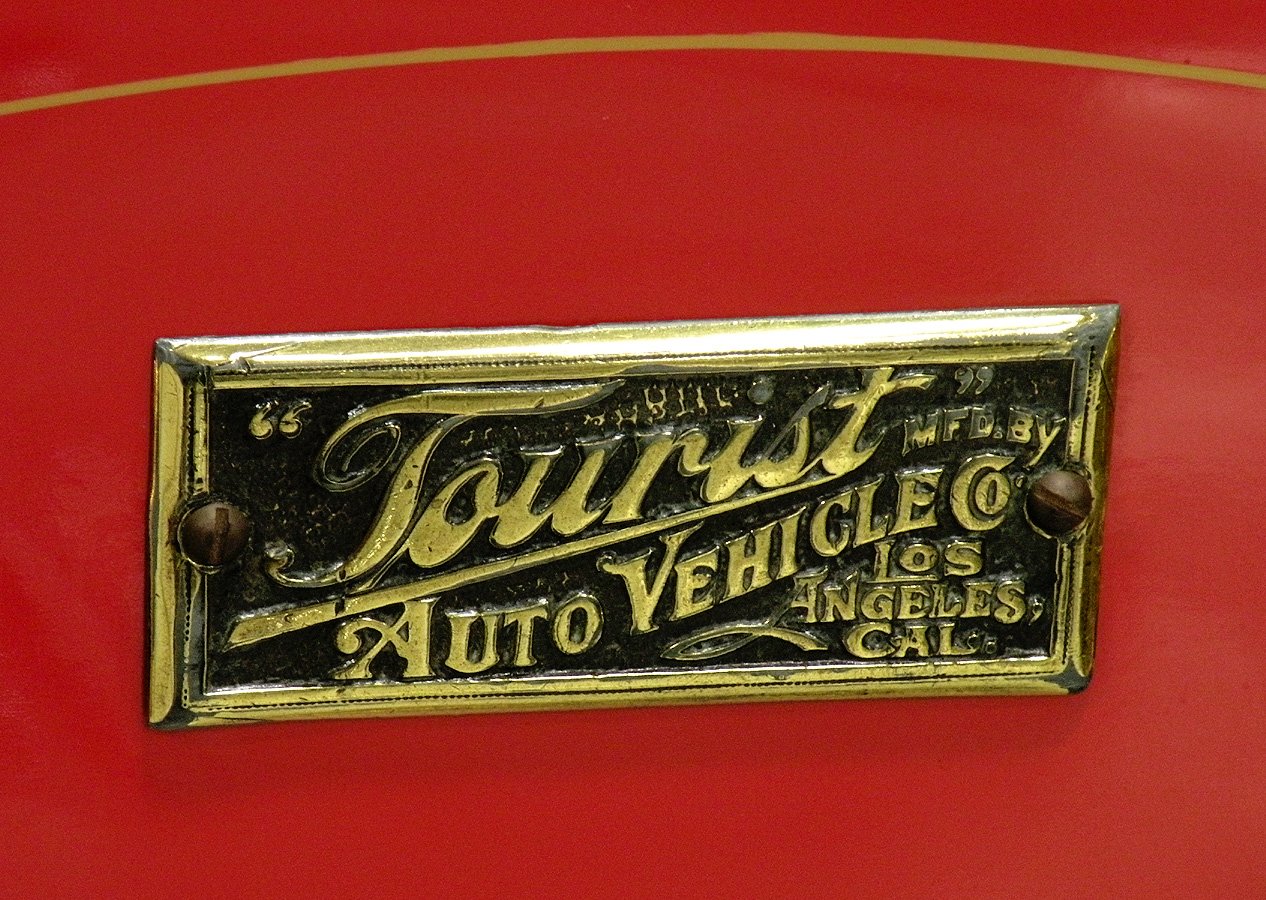 “Tourist” MFD. BY
AUTO VEHICLE CO.
LOS
ANGELES,
CAL.